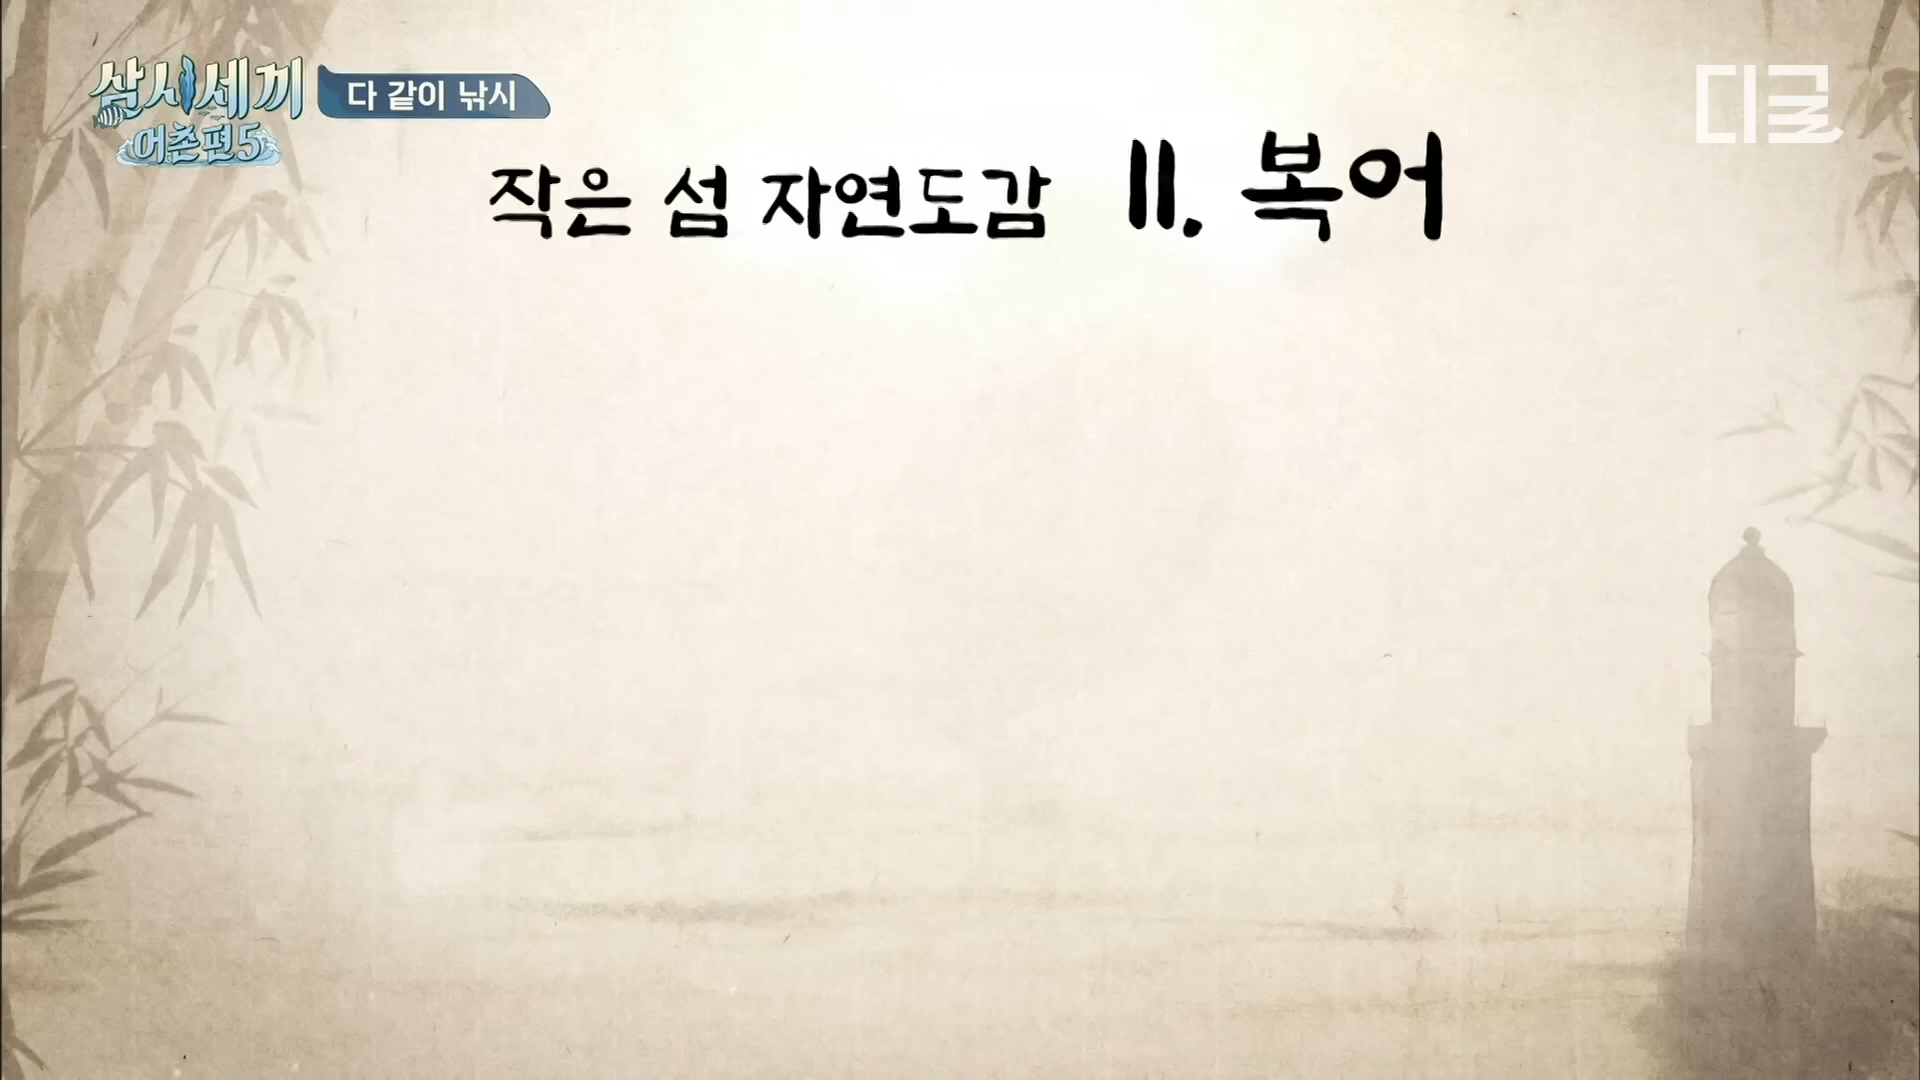 삼시세끼
어촌편5
다 같이 낚시
디글
작은 섬 자연도감 11. 복어